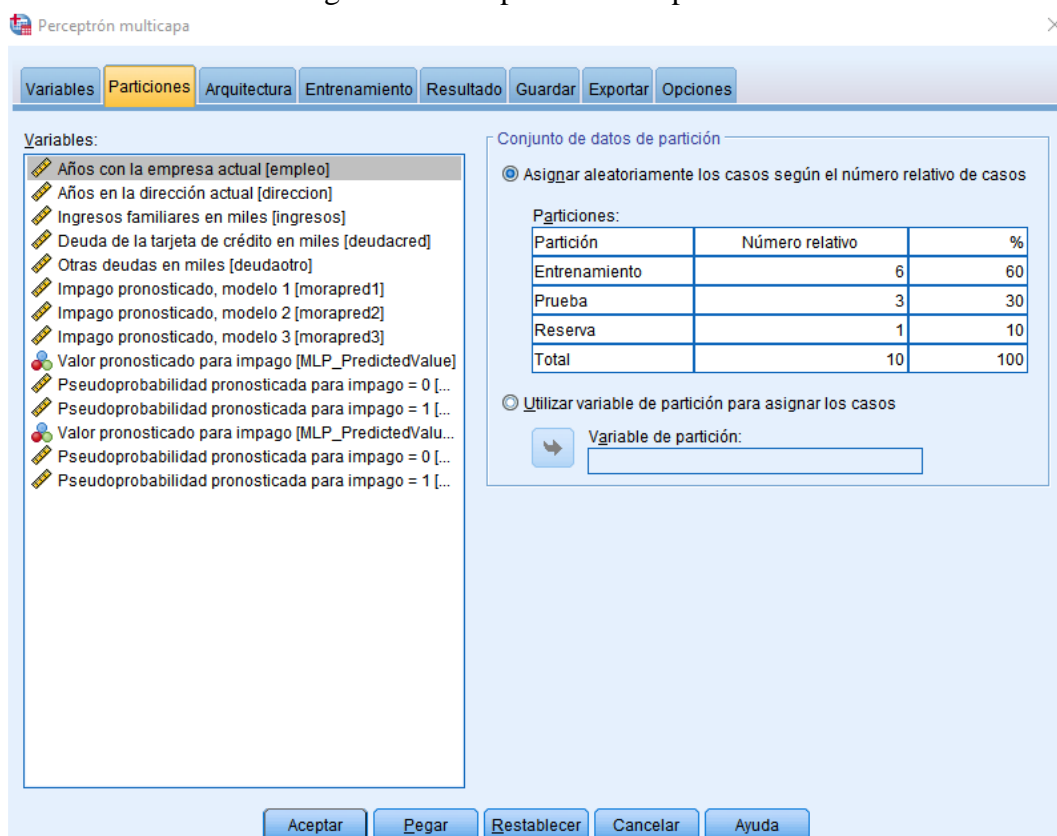 Perceptrón multicapa
Variables Particiones Arquitectura Entrenamiento Resultado Guardar Exportar Opciones
Variables:
Años con la empresa actual [empleo]
Años en la dirección actual [direccion]
Ingresos familiares en miles [ingresos]
Deuda de la tarjeta de crédito en miles [deudacred]
Otras deudas en miles [deudaotro]
Impago pronosticado, modelo 1 [morapred1]
Impago pronosticado, modelo 2 [morapred2]
Impago pronosticado, modelo 3 [morapred3]
Valor pronosticado para impago [MLP_PredictedValue]
Pseudoprobabilidad pronosticada para impago = 0 [...
Pseudoprobabilidad pronosticada para impago = 1 [...
Valor pronosticado para impago [MLP_PredictedValu...
Pseudoprobabilidad pronosticada para impago = 0 [...
Pseudoprobabilidad pronosticada para impago = 1 [...
Conjunto de datos de partición
Asignar aleatoriamente los casos según el número relativo de casos
Particiones:
Partición Número relativo %
Entrenamiento 6 60
Prueba 3 30
Reserva 1 10
Total 10 100
Utilizar variable de partición para asignar los casos
Variable de partición:
Aceptar Pegar Restablecer Cancelar Ayuda